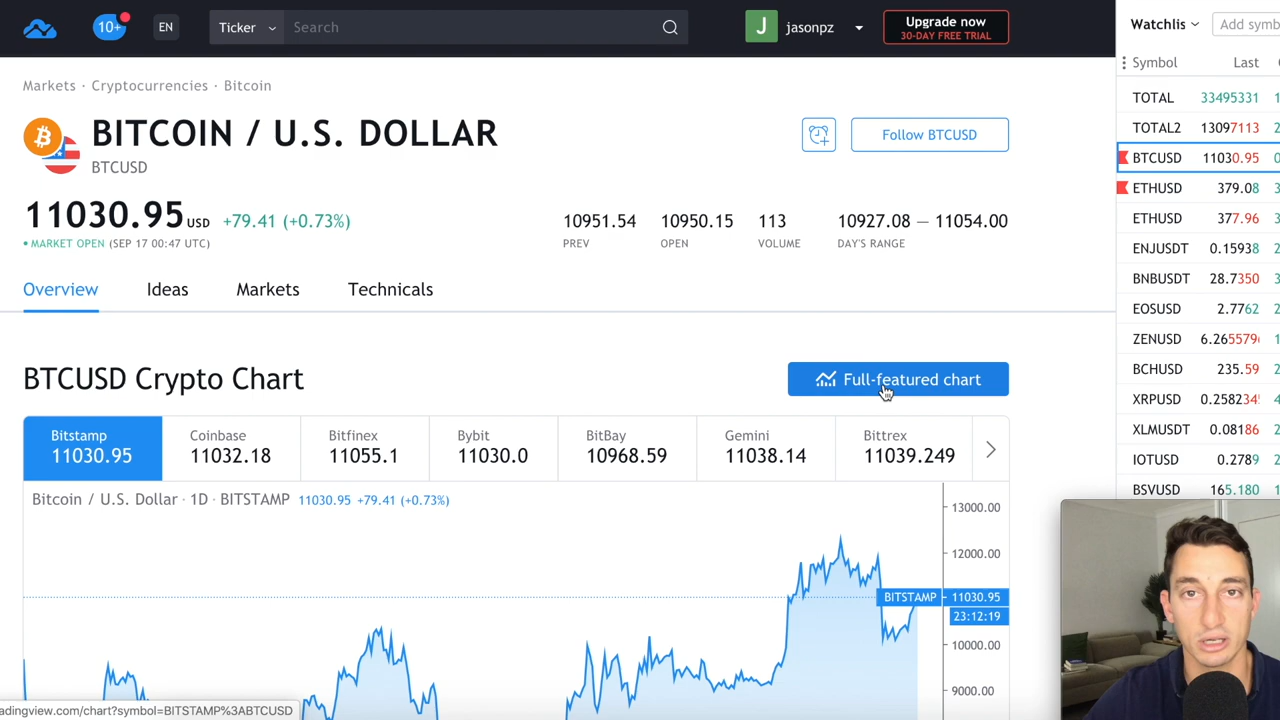 10+
EN
Ticker
Search
J
jasonpz
Upgrade now
30-DAY FREE TRIAL
Markets · Cryptocurrencies · Bitcoin
BITCOIN / U.S. DOLLAR
BTCUSD
Follow BTCUSD
11030.95 USD +79.41 (+0.73%)
• MARKET OPEN (SEP 17 00:47 UTC)
10951.54 10950.15 113 10927.08 — 11054.00
PREV OPEN VOLUME DAY'S RANGE
Overview Ideas Markets Technicals
BTCUSD Crypto Chart
Full-featured chart
Bitstamp Coinbase Bitfinex Bybit BitBay Gemini Bittrex
11030.95 11032.18 11055.1 11030.0 10968.59 11038.14 11039.249
Bitcoin / U.S. Dollar · 1D · BITSTAMP 11030.95 +79.41 (+0.73%)
13000.00
12000.00
BITSTAMP 11030.95
23:12:19
10000.00
9000.00
adingview.com/chart?symbol=BITSTAMP%3ABTCUSD
Watchlis
Add symb
Symbol Last
TOTAL 33495331
TOTAL2 13097113
BTCUSD 11030.95
ETHUSD 379.08
ETHUSD 377.96
ENJUSDT 0.15938
BNBUSDT 28.7350
EOSUSD 2.7762
ZENUSD 6.265579
BCHUSD 235.59
XRPUSD 0.258234
XLMUSDT 0.08186
IOTUSD 0.2789
BSVUSD 165.180